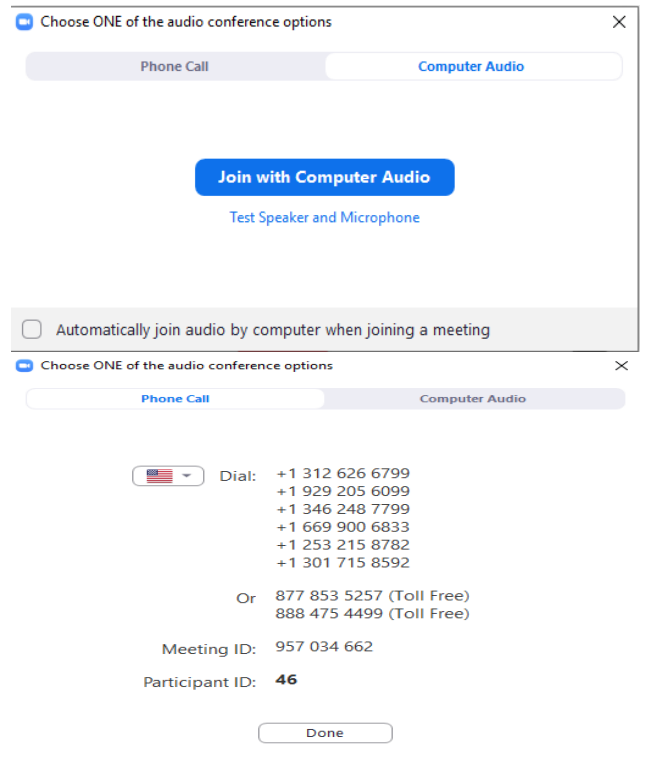 Choose ONE of the audio conference options
Phone Call Computer Audio
Join with Computer Audio
Test Speaker and Microphone
Automatically join audio by computer when joining a meeting
Choose ONE of the audio conference options
Phone Call Computer Audio
Dial: +1 312 626 6799
+1 929 205 6099
+1 346 248 7799
+1 669 900 6833
+1 253 215 8782
+1 301 715 8592
Or 877 853 5257 (Toll Free)
888 475 4499 (Toll Free)
Meeting ID: 957 034 662
Participant ID: 46
Done